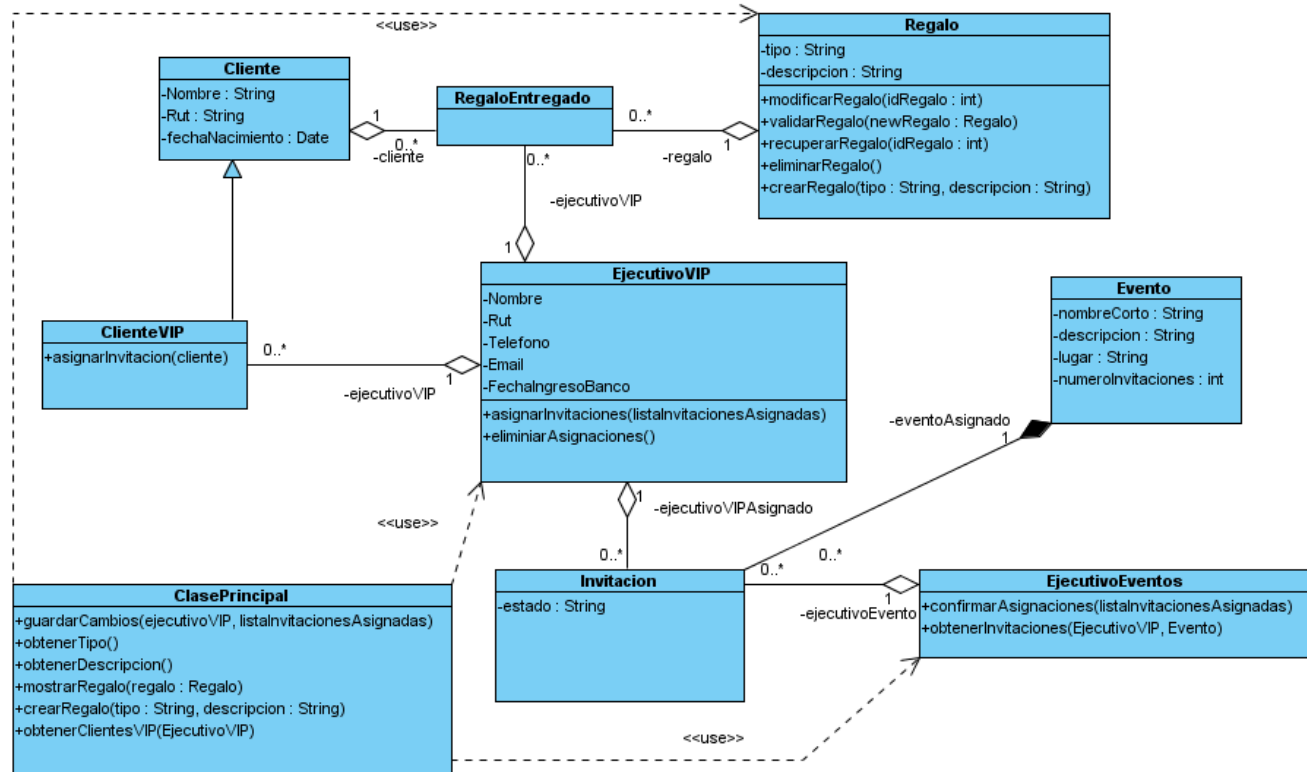 <<use>>
Regalo
-tipo : String
-descripcion : String
+modificarRegalo(idRegalo : int)
+validarRegalo(newRegalo : Regalo)
+recuperarRegalo(idRegalo : int)
+eliminarRegalo()
+crearRegalo(tipo : String, descripcion : String)
Cliente
-Nombre : String
-Rut : String
-fechaNacimiento : Date
1
0..*
-cliente
RegaloEntregado
0..*
-regalo
1
0..*
-ejecutivoVIP
1
EjecutivoVIP
-Nombre
-Rut
-Telefono
-Email
-FechaIngresoBanco
+asignarInvitaciones(listaInvitacionesAsignadas)
+eliminiarAsignaciones()
ClienteVIP
+asignarInvitacion(cliente)
0..*
-ejecutivoVIP
1
Evento
-nombreCorto : String
-descripcion : String
-lugar : String
-numeroInvitaciones : int
-eventoAsignado
1
1
-ejecutivoVIPAsignado
0..*
<<use>>
0..*
0..*
Invitacion
-estado : String
-ejecutivoEvento
1
EjecutivoEventos
+confirmarAsignaciones(listaInvitacionesAsignadas)
+obtenerInvitaciones(EjecutivoVIP, Evento)
ClasePrincipal
+guardarCambios(ejecutivoVIP, listaInvitacionesAsignadas)
+obtenerTipo()
+obtenerDescripcion()
+mostrarRegalo(regalo : Regalo)
+crearRegalo(tipo : String, descripcion : String)
+obtenerClientesVIP(EjecutivoVIP)
<<use>>